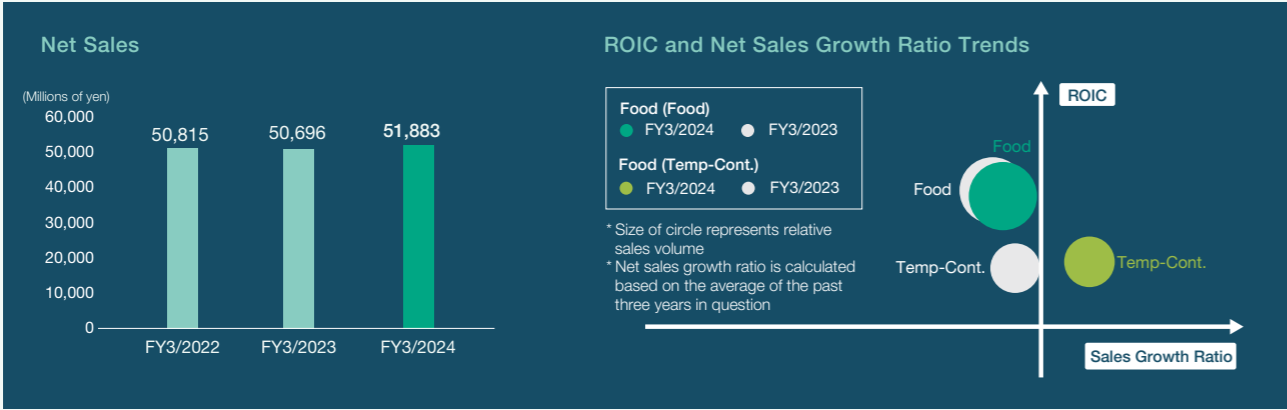 Net Sales
(Millions of yen)
60,000
50,000
40,000
30,000
20,000
10,000
0
50,815
50,696
51,883
FY3/2022
FY3/2023
FY3/2024
ROIC and Net Sales Growth Ratio Trends
Food (Food)
FY3/2024 FY3/2023
Food (Temp-Cont.)
FY3/2024 FY3/2023
* Size of circle represents relative
sales volume
* Net sales growth ratio is calculated
based on the average of the past
three years in question
ROIC
Food
Food
Temp-Cont.
Temp-Cont.
Sales Growth Ratio